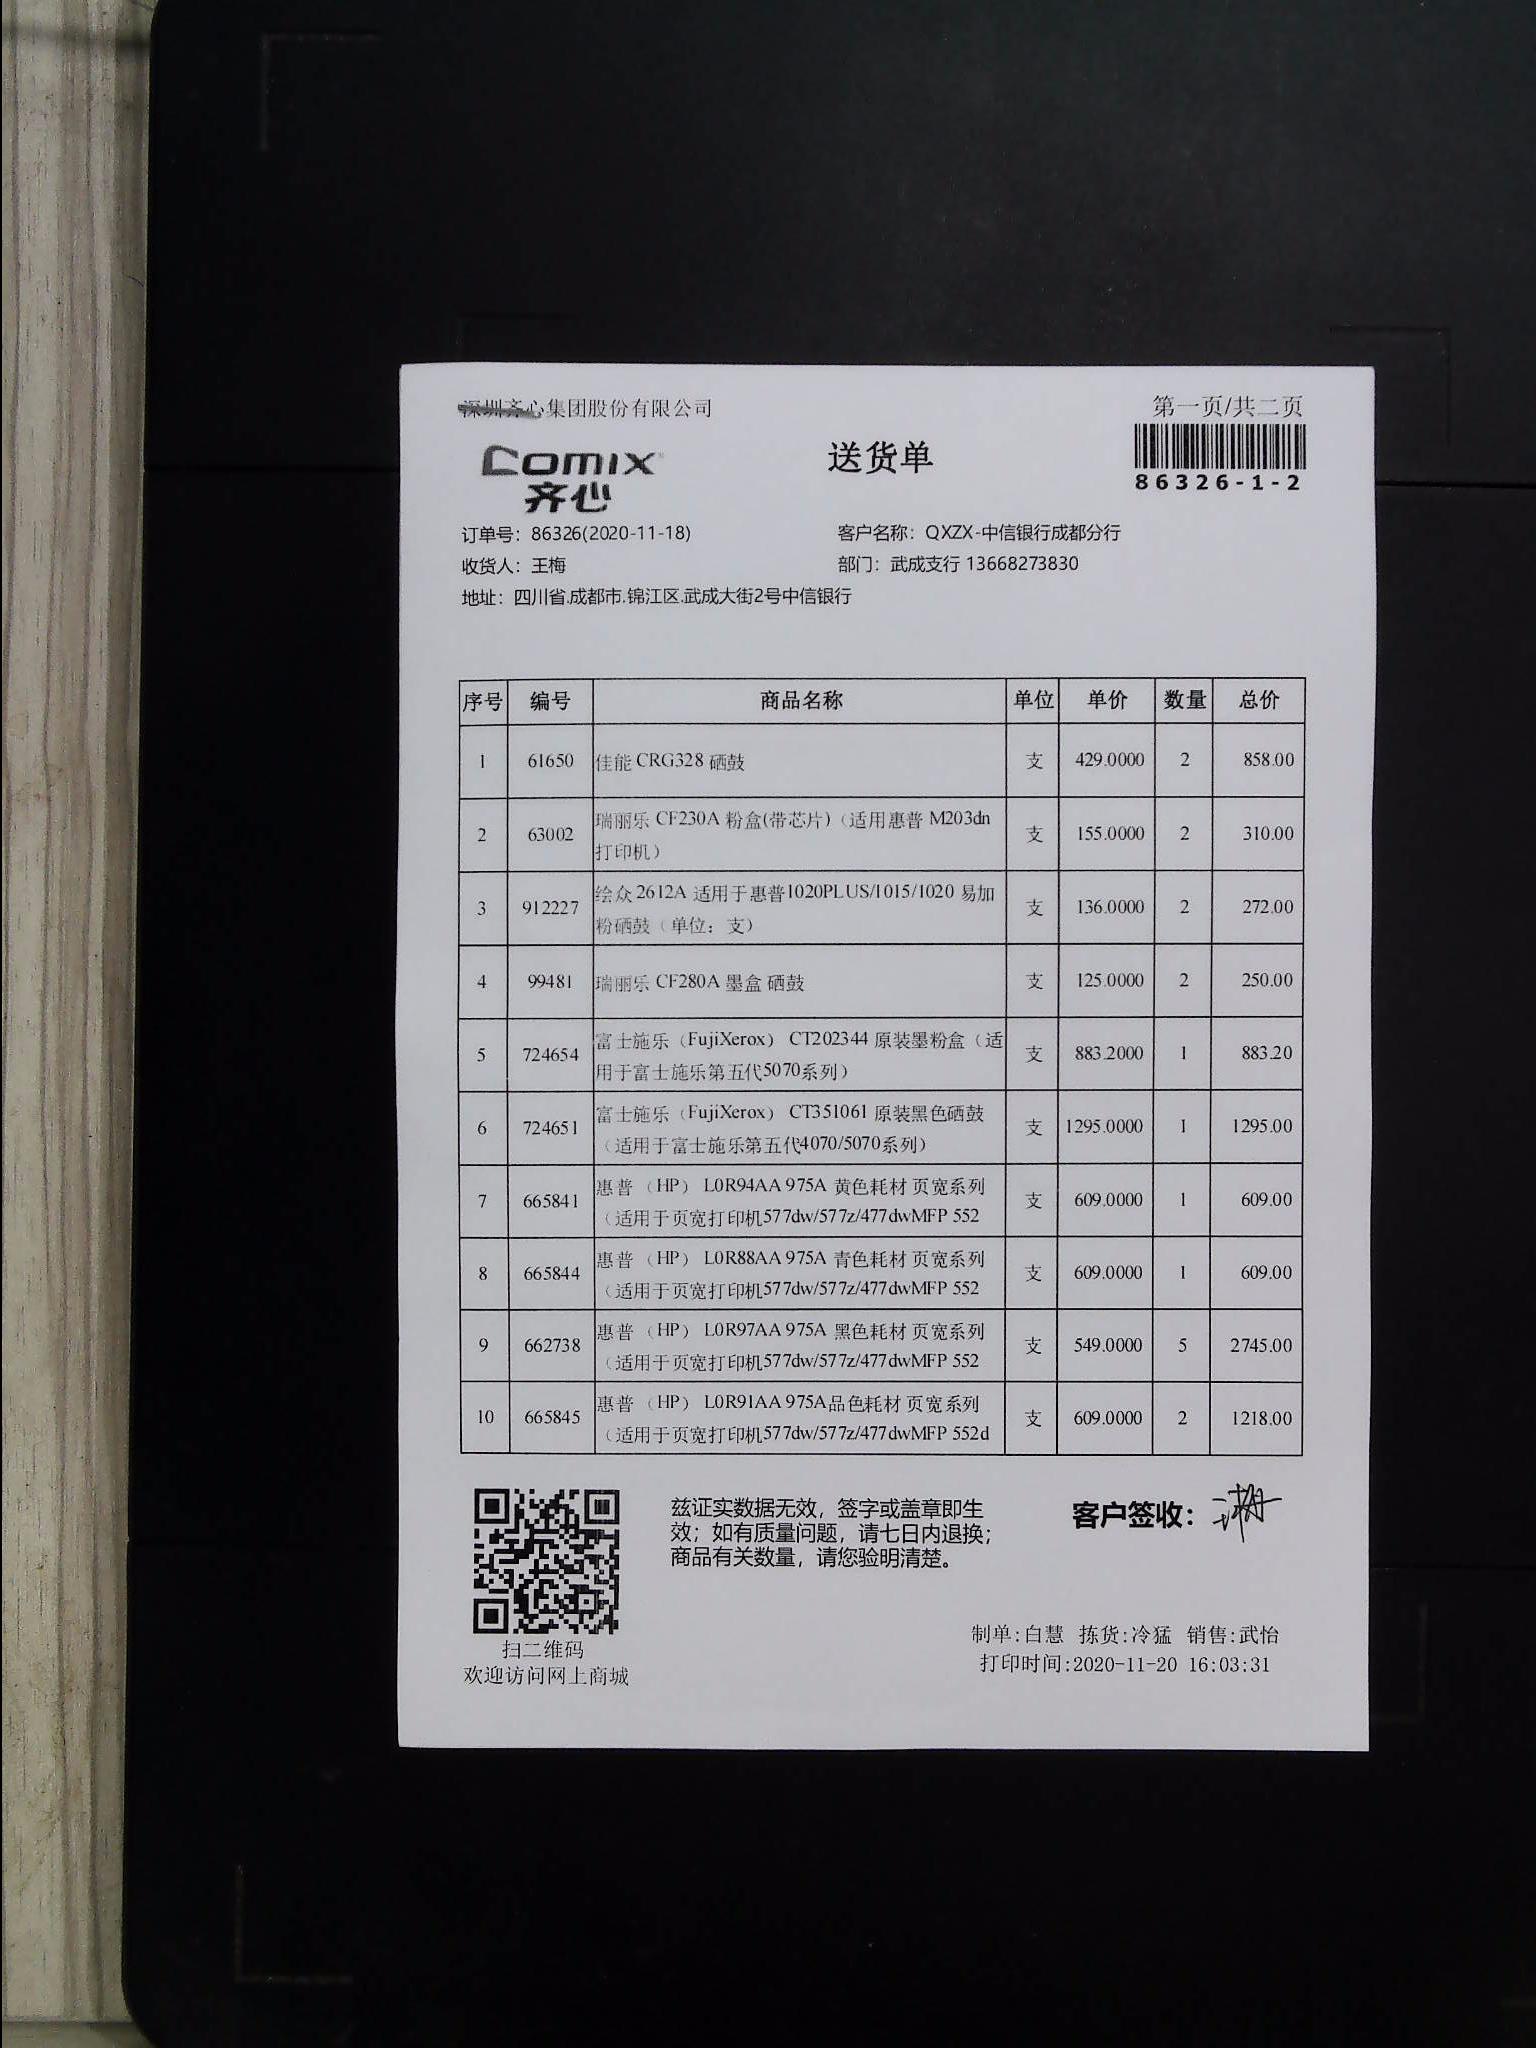 深圳齐心集团股份有限公司
第一页/共二页
comix
齐心
送货单
86326-1-2
订单号：86326(2020-11-18)
客户名称：QXZX-中信银行成都分行
收货人：王梅
部门：武成支行 13668273830
地址：四川省.成都市.锦江区.武成大街2号中信银行
序号 编号 商品名称 单位 单价 数量 总价
1 61650 佳能 CRG328 硒鼓 支 429.0000 2 858.00
2 63002 瑞丽乐 CF230A 粉盒(带芯片)（适用惠普 M203dn
打印机） 支 155.0000 2 310.00
3 912227 绘众 2612A 适用于惠普1020PLUS/1015/1020 易加
粉硒鼓（单位：支） 支 136.0000 2 272.00
4 99481 瑞丽乐 CF280A 墨盒 硒鼓 支 125.0000 2 250.00
5 724654 富士施乐（FujiXerox） CT202344 原装墨粉盒（适
用于富士施乐第五代5070系列） 支 883.2000 1 883.20
6 724651 富士施乐（FujiXerox） CT351061 原装黑色硒鼓
（适用于富士施乐第五代4070/5070系列） 支 1295.0000 1 1295.00
7 665841 惠普 （HP） L0R94AA 975A 黄色耗材 页宽系列
（适用于页宽打印机577dw/577z/477dwMFP 552 支 609.0000 1 609.00
8 665844 惠普 （HP） L0R88AA 975A 青色耗材 页宽系列
（适用于页宽打印机577dw/577z/477dwMFP 552 支 609.0000 1 609.00
9 662738 惠普 （HP） L0R97AA 975A 黑色耗材 页宽系列
（适用于页宽打印机577dw/577z/477dwMFP 552 支 549.0000 5 2745.00
10 665845 惠普 （HP） L0R91AA 975A品色耗材 页宽系列
（适用于页宽打印机577dw/577z/477dwMFP 552d 支 609.0000 2 1218.00
兹证实数据无效，签字或盖章即生
效；如有质量问题，请七日内退换；
商品有关数量，请您验明清楚。
客户签收：
扫二维码
欢迎访问网上商城
制单:白慧 拣货:冷猛 销售:武怡
打印时间:2020-11-20 16:03:31